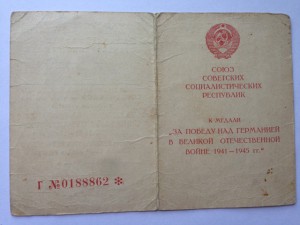 СОЮЗ
СОВЕТСКИХ
СОЦИАЛИСТИЧЕСКИХ
РЕСПУБЛИК
К МЕДАЛИ
„ЗА ПОБЕДУ НАД ГЕРМАНИЕЙ
В ВЕЛИКОЙ ОТЕЧЕСТВЕННОЙ
ВОЙНЕ 1941—1945 гг.“
Г №0188862 *